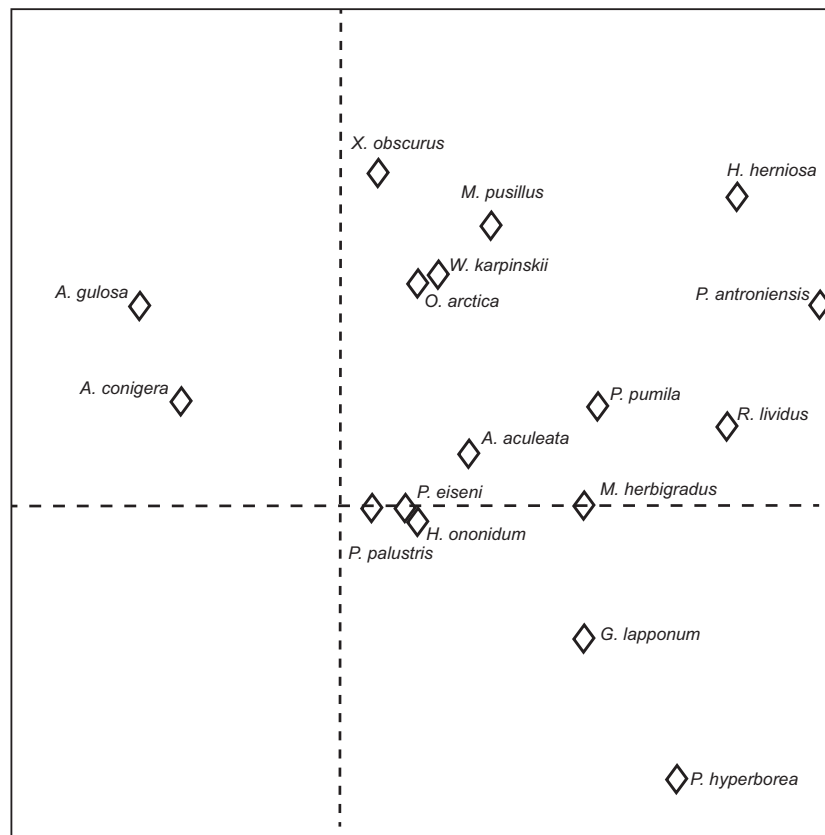 X. obscurus
H. herniosa
M. pusillus
W. karpinskii
A. gulosa
O. arctica
P. antroniensis
A. conigera
P. pumila
R. lividus
A. aculeata
P. eiseni
M. herbigradus
H. ononidum
P. palustris
G. lapponum
P. hyperborea